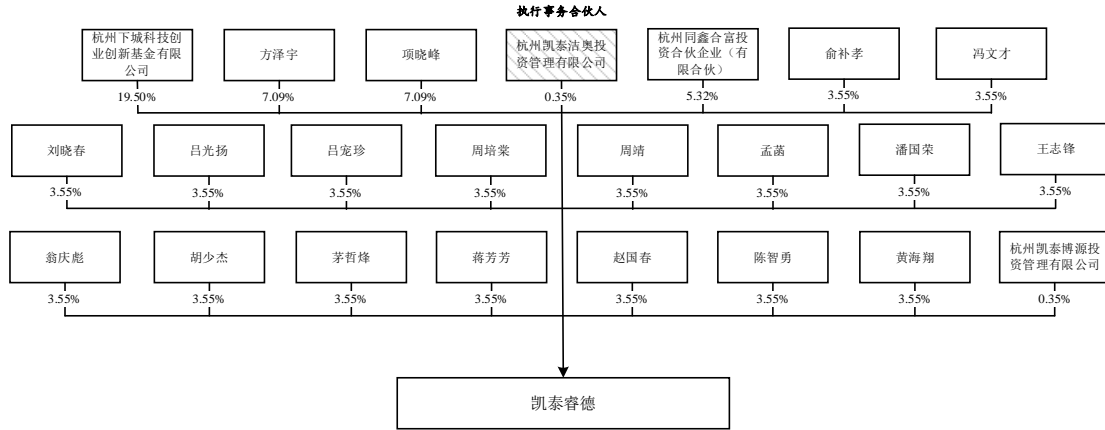 执行事务合伙人
杭州下城科技创
业创新基金有限
公司
方泽宇
项晓峰
杭州凯泰洁奥投
资管理有限公司
杭州同鑫合富投
资合伙企业（有
限合伙）
俞补孝
冯文才
19.50%
7.09%
7.09%
0.35%
5.32%
3.55%
3.55%
刘晓春
吕光扬
吕宠珍
周培棠
周靖
孟菡
潘国荣
王志锋
3.55%
3.55%
3.55%
3.55%
3.55%
3.55%
3.55%
3.55%
翁庆彪
胡少杰
茅哲烽
蒋芳芳
赵国春
陈智勇
黄海翔
杭州凯泰博源投
资管理有限公司
3.55%
3.55%
3.55%
3.55%
3.55%
3.55%
3.55%
0.35%
凯泰睿德